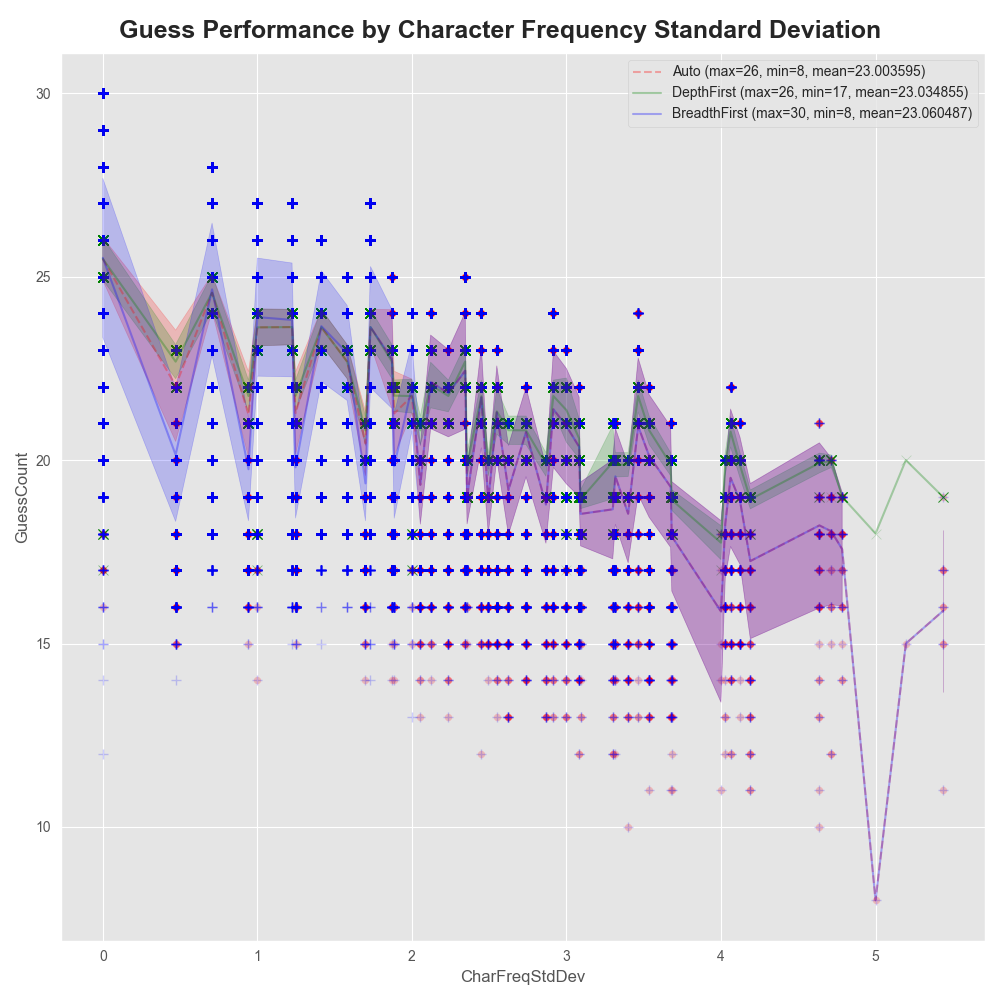 Guess Performance by Character Frequency Standard Deviation
Auto (max=26, min=8, mean=23.003595)
DepthFirst (max=26, min=17, mean=23.034855)
BreadthFirst (max=30, min=8, mean=23.060487)
GuessCount
30
25
20
15
10
0 1 2 3 4 5
CharFreqStdDev